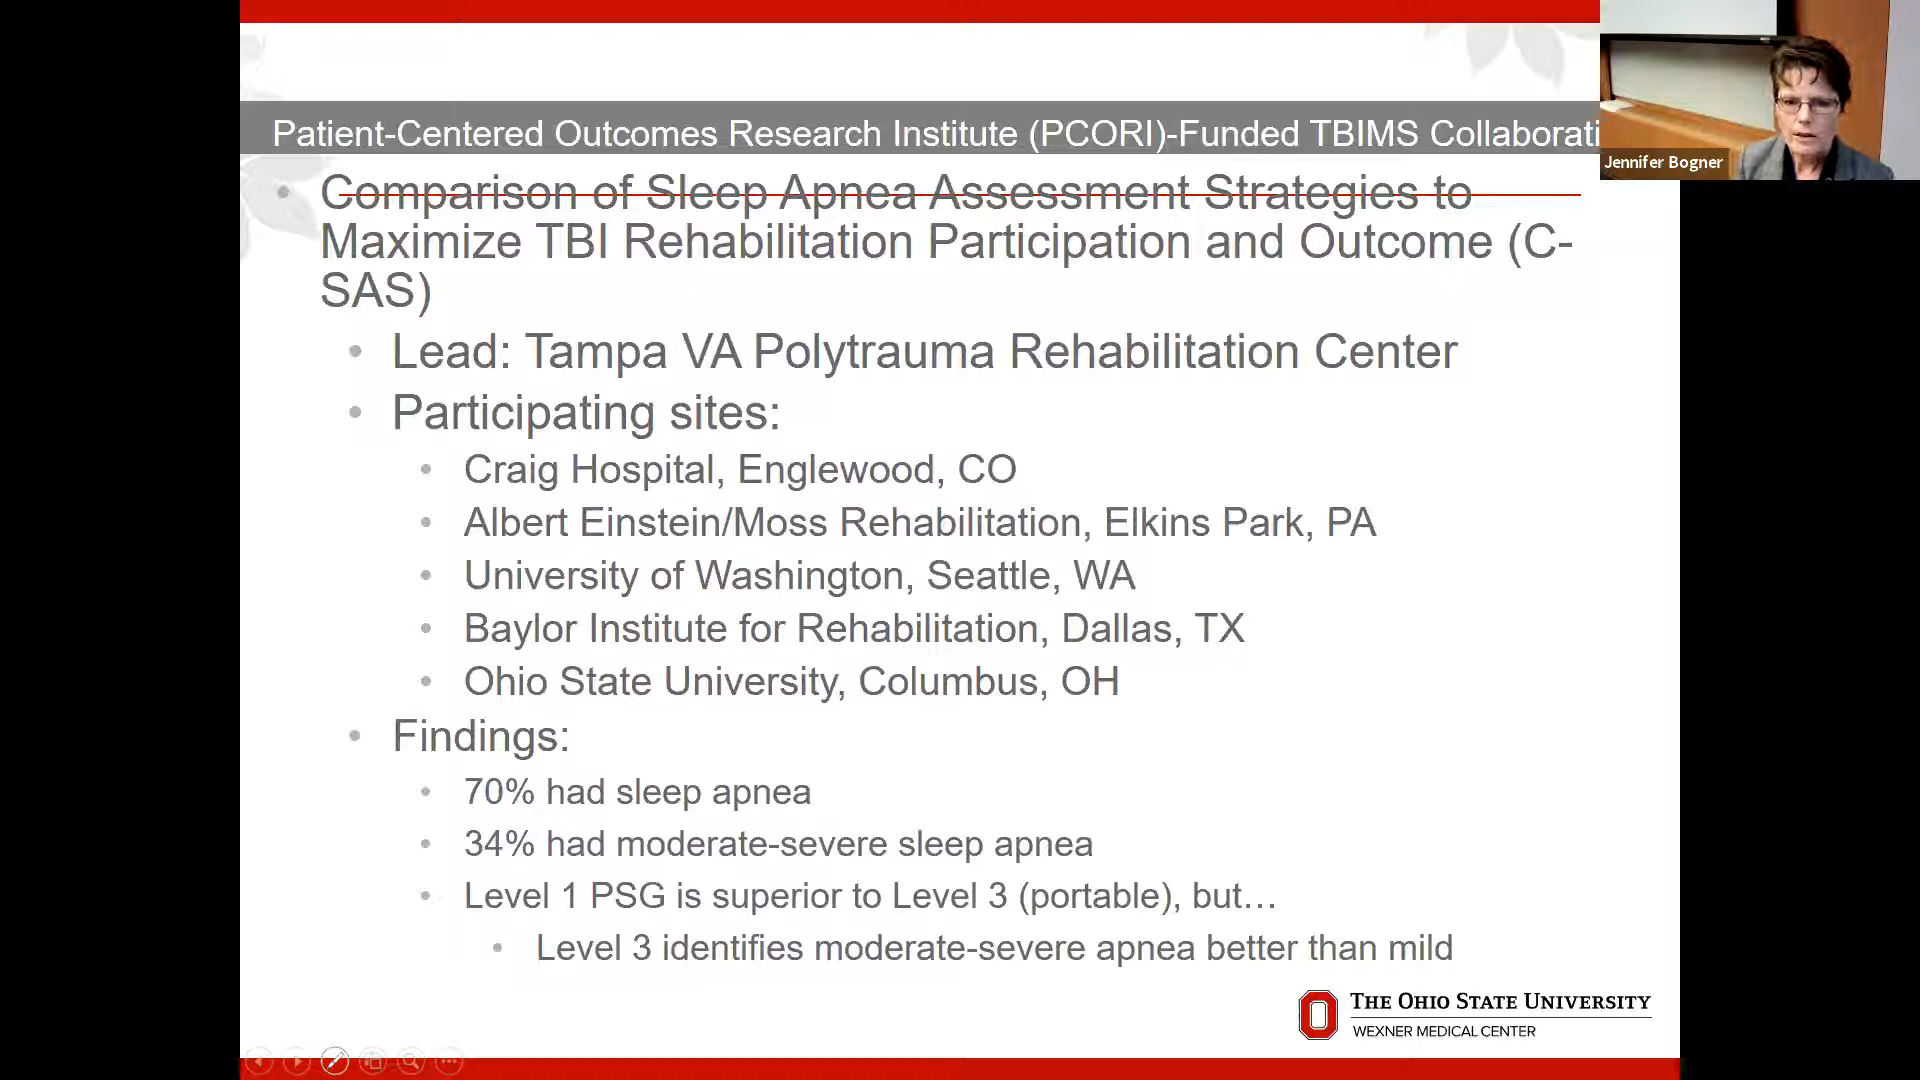 Patient-Centered Outcomes Research Institute (PCORI)-Funded TBIMS Collaborati
Jennifer Bogner
Comparison of Sleep Apnea Assessment Strategies to
Maximize TBI Rehabilitation Participation and Outcome (C-
SAS)
Lead: Tampa VA Polytrauma Rehabilitation Center
Participating sites:
Craig Hospital, Englewood, CO
Albert Einstein/Moss Rehabilitation, Elkins Park, PA
University of Washington, Seattle, WA
Baylor Institute for Rehabilitation, Dallas, TX
Ohio State University, Columbus, OH
Findings:
70% had sleep apnea
34% had moderate-severe sleep apnea
Level 1 PSG is superior to Level 3 (portable), but…
Level 3 identifies moderate-severe apnea better than mild
THE OHIO STATE UNIVERSITY
WEXNER MEDICAL CENTER